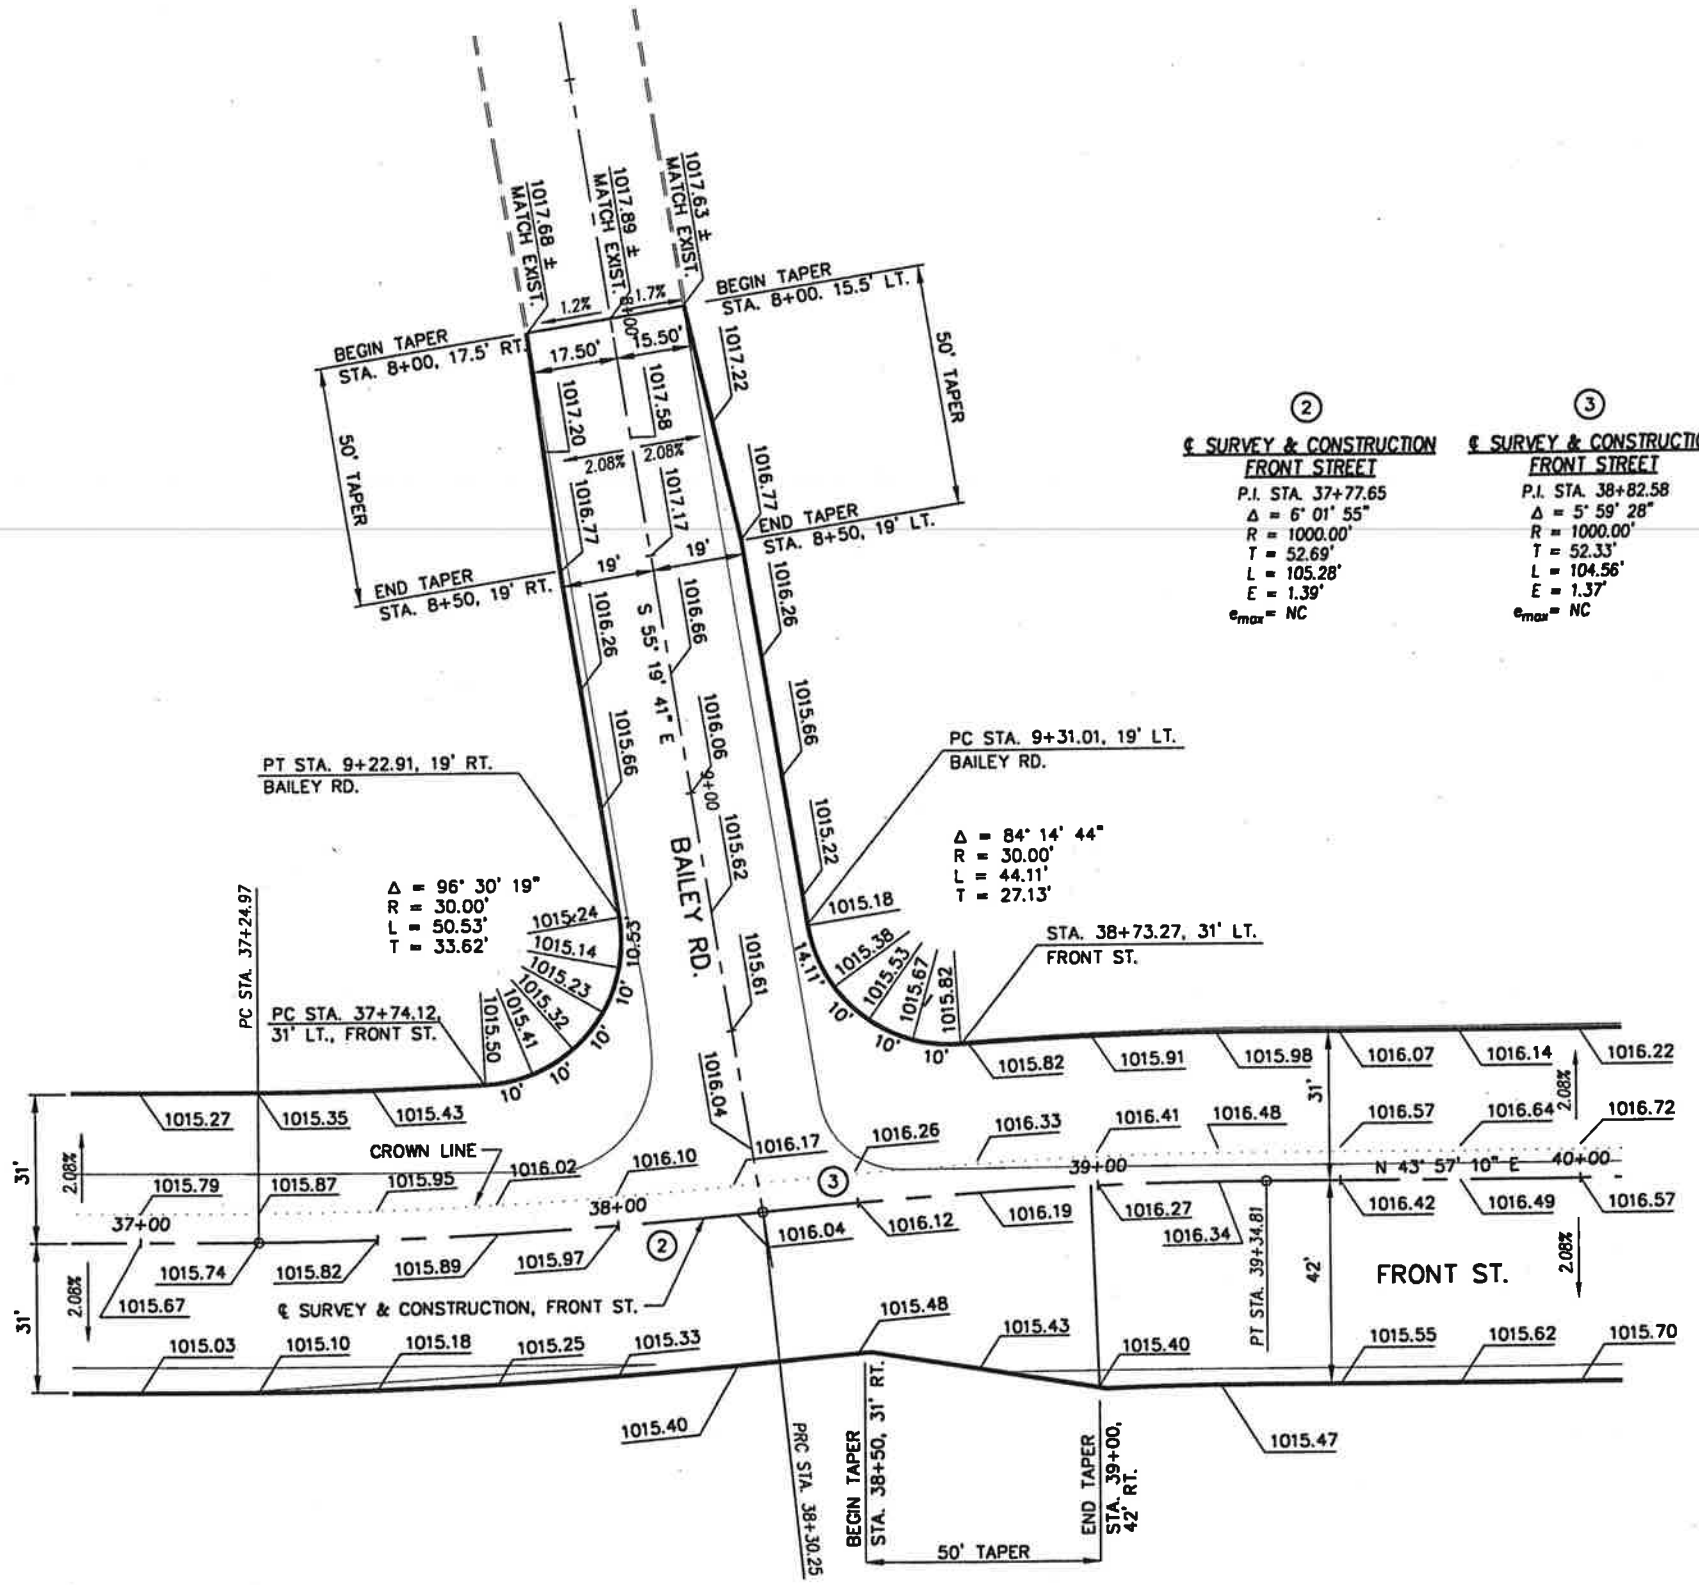 1017.68 ±
MATCH EXIST.
1017.89 ±
MATCH EXIST.
1017.63 ±
MATCH EXIST.
BEGIN TAPER
STA. 8+00, 17.5' RT.
1.2%
8+00
1.7%
BEGIN TAPER
STA. 8+00. 15.5' LT.
17.50'
15.50'
50' TAPER
50' TAPER
1017.20
1017.58
1017.22
2.08%
2.08%
1016.77
1017.17
1016.77
END TAPER
STA. 8+50, 19' RT.
19'
19'
END TAPER
STA. 8+50, 19' LT.
1016.26
S 55° 19' 41" E
1016.66
1016.26
1015.66
1016.06
9+00
1015.66
②
℄ SURVEY & CONSTRUCTION
FRONT STREET
P.I. STA. 37+77.65
Δ = 6° 01' 55"
R = 1000.00'
T = 52.69'
L = 105.28'
E = 1.39'
emax= NC
③
℄ SURVEY & CONSTRUCTIO
FRONT STREET
P.I. STA. 38+82.58
Δ = 5° 59' 28"
R = 1000.00'
T = 52.33'
L = 104.56'
E = 1.37'
emax= NC
PT STA. 9+22.91, 19' RT.
BAILEY RD.
PC STA. 9+31.01, 19' LT.
BAILEY RD.
BAILEY RD.
1015.62
1015.22
Δ = 96° 30' 19"
R = 30.00'
L = 50.53'
T = 33.62'
Δ = 84° 14' 44"
R = 30.00'
L = 44.11'
T = 27.13'
PC STA. 37+24.97
PC STA. 37+74.12,
31' LT., FRONT ST.
1015.24
1015.14
1015.23
1015.32
1015.41
1015.50
10.53'
10'
10'
10'
10'
1015.61
1015.18
1015.38
1015.53
1015.67
1015.82
14.11'
10'
10'
10'
STA. 38+73.27, 31' LT.
FRONT ST.
1016.04
1015.27
1015.35
1015.43
1015.82
1015.91
1015.98
1016.07
1016.14
1016.22
31'
2.08%
31'
2.08%
CROWN LINE
1015.79
1015.87
1015.95
1016.02
1016.10
1016.17
1016.26
1016.33
1016.41
1016.48
1016.57
1016.64
1016.72
37+00
38+00
③
39+00
N 43° 57' 10" E
40+00
②
1015.67
1015.74
1015.82
1015.89
1015.97
1016.04
1016.12
1016.19
1016.27
1016.34
1016.42
1016.49
1016.57
31'
2.08%
℄ SURVEY & CONSTRUCTION, FRONT ST.
PT STA. 39+34.81
42'
FRONT ST.
2.08%
1015.03
1015.10
1015.18
1015.25
1015.33
1015.40
1015.48
1015.43
1015.40
1015.47
1015.55
1015.62
1015.70
PRC STA. 38+30.25
BEGIN TAPER
STA. 38+50, 31' RT.
END TAPER
STA. 39+00,
42' RT.
50' TAPER